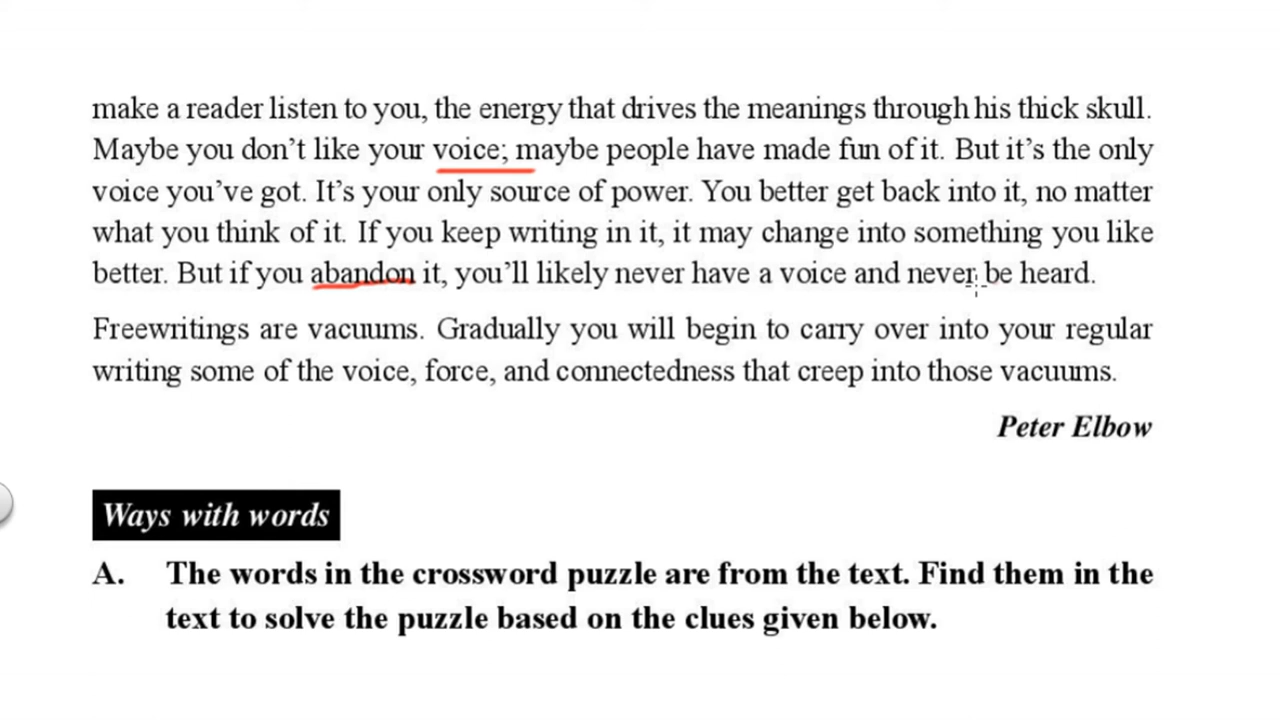 make a reader listen to you, the energy that drives the meanings through his thick skull.
Maybe you don’t like your voice; maybe people have made fun of it. But it’s the only
voice you’ve got. It’s your only source of power. You better get back into it, no matter
what you think of it. If you keep writing in it, it may change into something you like
better. But if you abandon it, you’ll likely never have a voice and never be heard.
Freewritings are vacuums. Gradually you will begin to carry over into your regular
writing some of the voice, force, and connectedness that creep into those vacuums.
Peter Elbow
Ways with words
A. The words in the crossword puzzle are from the text. Find them in the
text to solve the puzzle based on the clues given below.